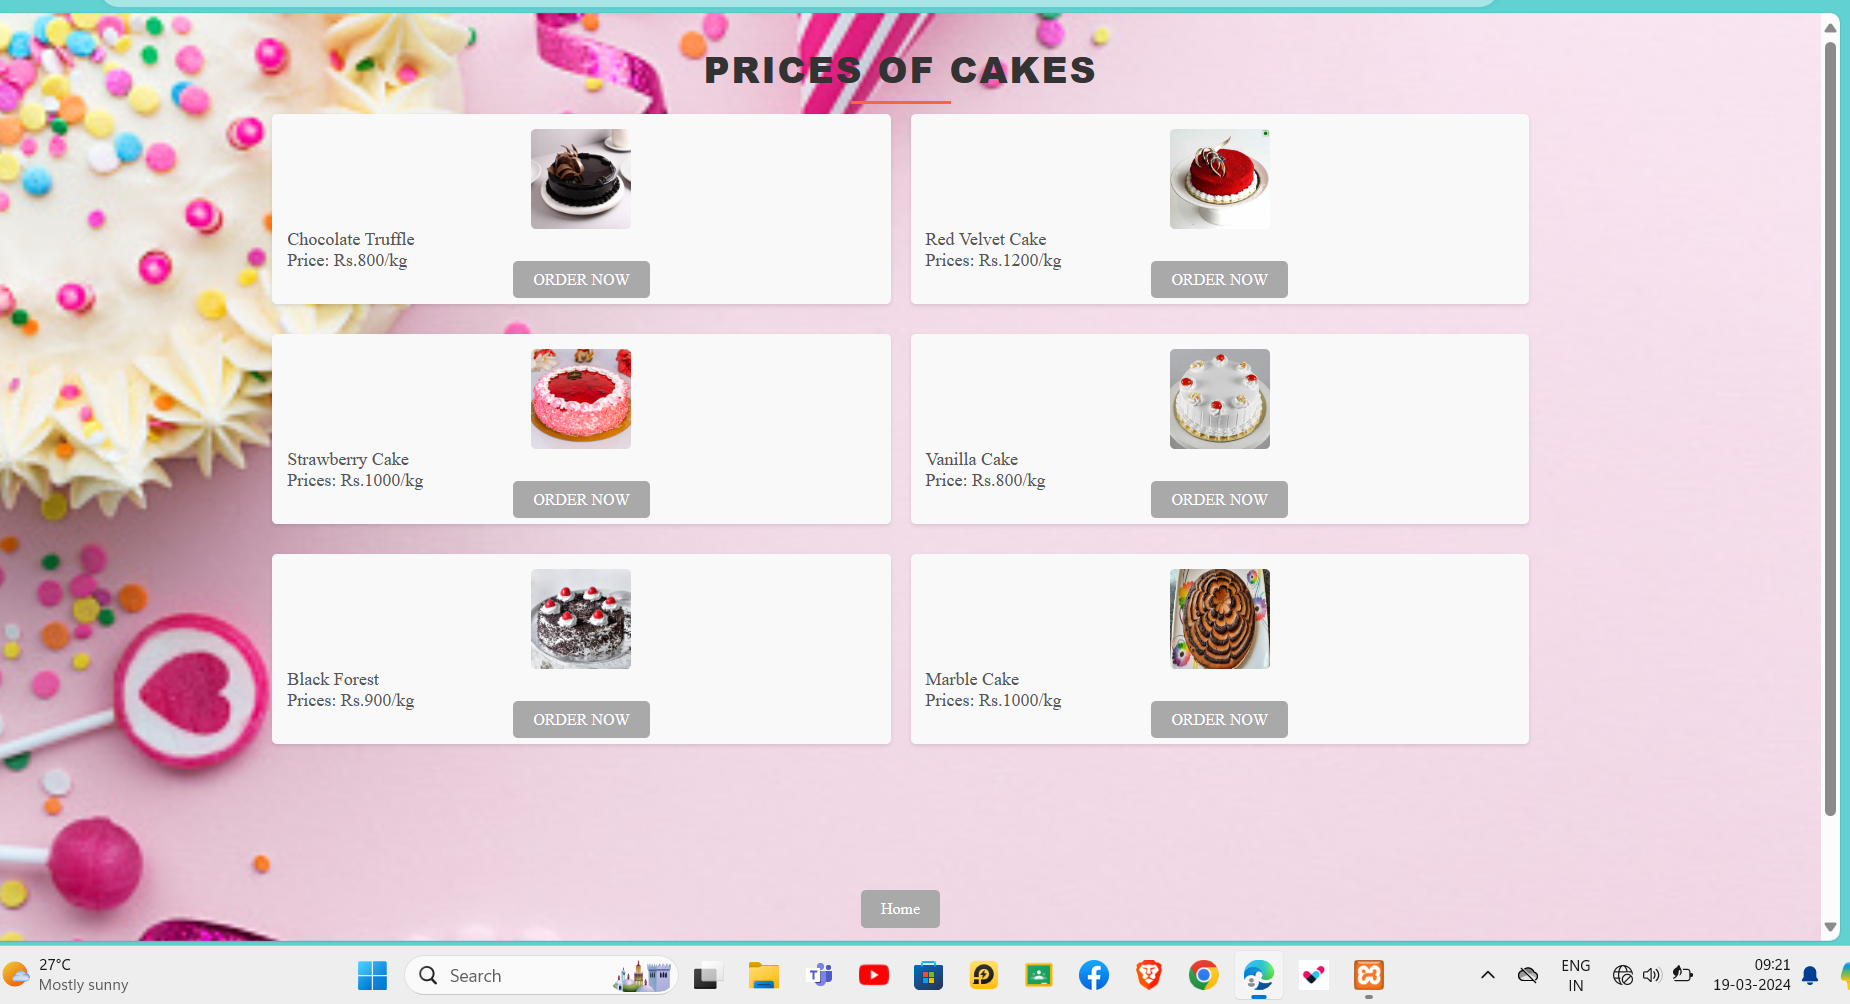 PRICES OF CAKES
Chocolate Truffle
Price: Rs.800/kg
ORDER NOW
Red Velvet Cake
Prices: Rs.1200/kg
ORDER NOW
Strawberry Cake
Prices: Rs.1000/kg
ORDER NOW
Vanilla Cake
Price: Rs.800/kg
ORDER NOW
Black Forest
Prices: Rs.900/kg
ORDER NOW
Marble Cake
Prices: Rs.1000/kg
ORDER NOW
Home
27°C
Mostly sunny
Search
ENG
IN
09:21
19-03-2024